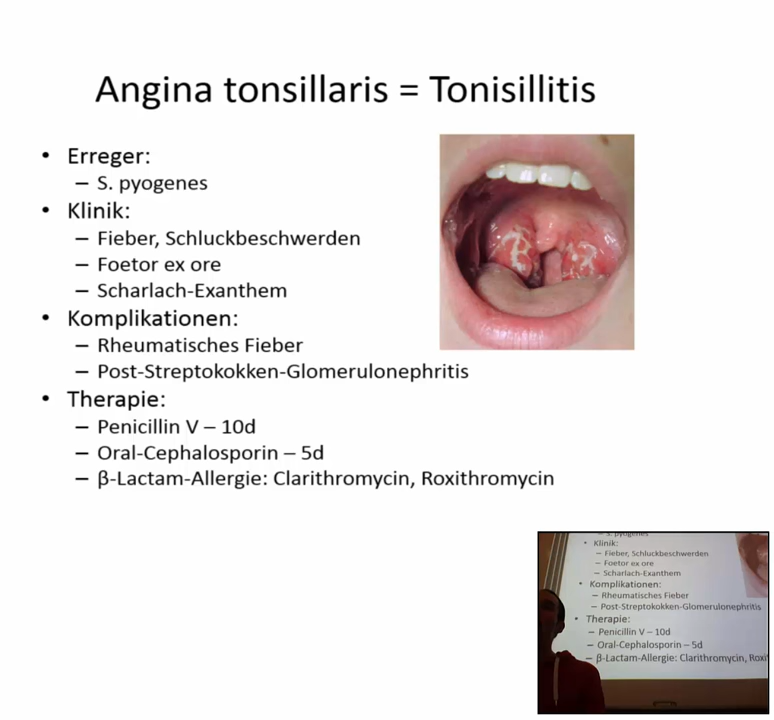 Angina tonsillaris = Tonisillitis
• Erreger:
– S. pyogenes
• Klinik:
– Fieber, Schluckbeschwerden
– Foetor ex ore
– Scharlach-Exanthem
• Komplikationen:
– Rheumatisches Fieber
– Post-Streptokokken-Glomerulonephritis
• Therapie:
– Penicillin V – 10d
– Oral-Cephalosporin – 5d
– β-Lactam-Allergie: Clarithromycin, Roxithromycin
– S. pyogenes
• Klinik:
– Fieber, Schluckbeschwerden
– Foetor ex ore
– Scharlach-Exanthem
• Komplikationen:
– Rheumatisches Fieber
– Post-Streptokokken-Glomerulonephritis
• Therapie:
– Penicillin V – 10d
– Oral-Cephalosporin – 5d
– β-Lactam-Allergie: Clarithromycin, Roxi